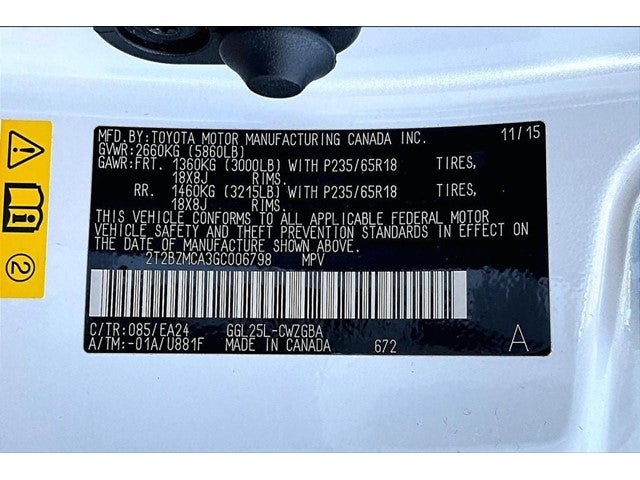 MFD.BY:TOYOTA MOTOR MANUFACTURING CANADA INC. 11/15
GVWR:2660KG (5860LB)
GAWR:FRT. 1360KG (3000LB) WITH P235/65R18 TIRES,
18X8J RIMS.
RR. 1460KG (3215LB) WITH P235/65R18 TIRES,
18X8J RIMS.
THIS VEHICLE CONFORMS TO ALL APPLICABLE FEDERAL MOTOR
VEHICLE SAFETY AND THEFT PREVENTION STANDARDS IN EFFECT
ON THE DATE OF MANUFACTURE SHOWN ABOVE.
2T2BZMCA3GC006798 MPV
C/TR:085/EA24 GGL25L-CWZGBA
A/TM:-01A/U881F MADE IN CANADA 672 A
2